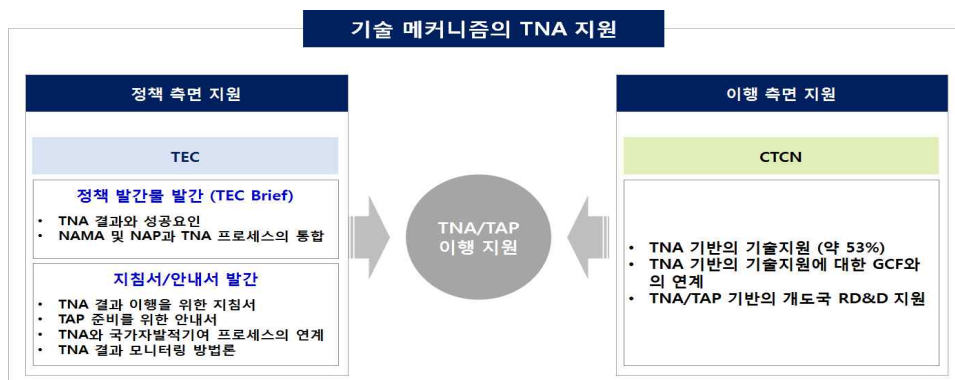 기술 메커니즘의 TNA 지원
정책 측면 지원
TEC
정책 발간물 발간 (TEC Brief)
• TNA 결과와 성공요인
• NAMA 및 NAP과 TNA 프로세스의 통합
지침서/안내서 발간
• TNA 결과 이행을 위한 지침서
• TAP 준비를 위한 안내서
• TNA와 국가자발적기여 프로세스의 연계
• TNA 결과 모니터링 방법론
TNA/TAP
이행 지원
이행 측면 지원
CTCN
• TNA 기반의 기술지원 (약 53%)
• TNA 기반의 기술지원에 대한 GCF와
의 연계
• TNA/TAP 기반의 개도국 RD&D 지원